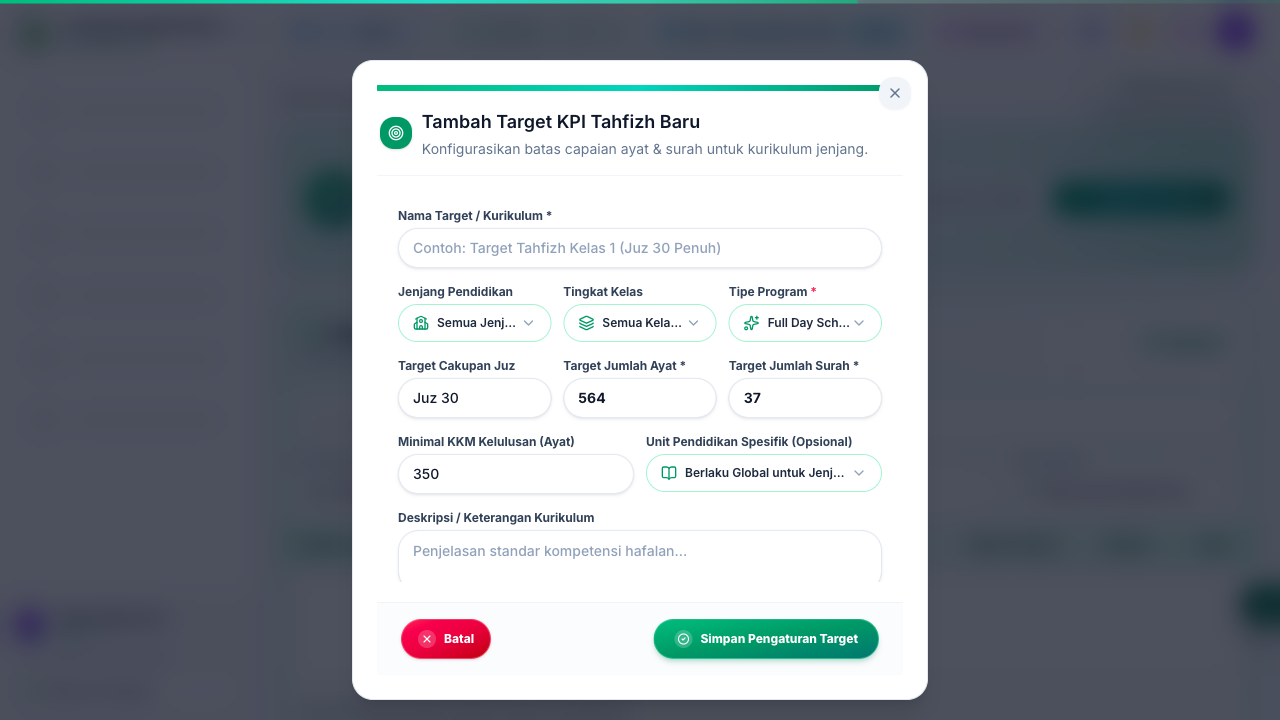 Tambah Target KPI Tahfizh Baru
Konfigurasikan batas capaian ayat & surah untuk kurikulum jenjang.
Nama Target / Kurikulum *
Contoh: Target Tahfizh Kelas 1 (Juz 30 Penuh)
Jenjang Pendidikan
Tingkat Kelas
Tipe Program *
Semua Jenj...
Semua Kela...
Full Day Sch...
Target Cakupan Juz
Target Jumlah Ayat *
Target Jumlah Surah *
Juz 30
564
37
Minimal KKM Kelulusan (Ayat)
Unit Pendidikan Spesifik (Opsional)
350
Berlaku Global untuk Jenj...
Deskripsi / Keterangan Kurikulum
Penjelasan standar kompetensi hafalan...
Batal
Simpan Pengaturan Target